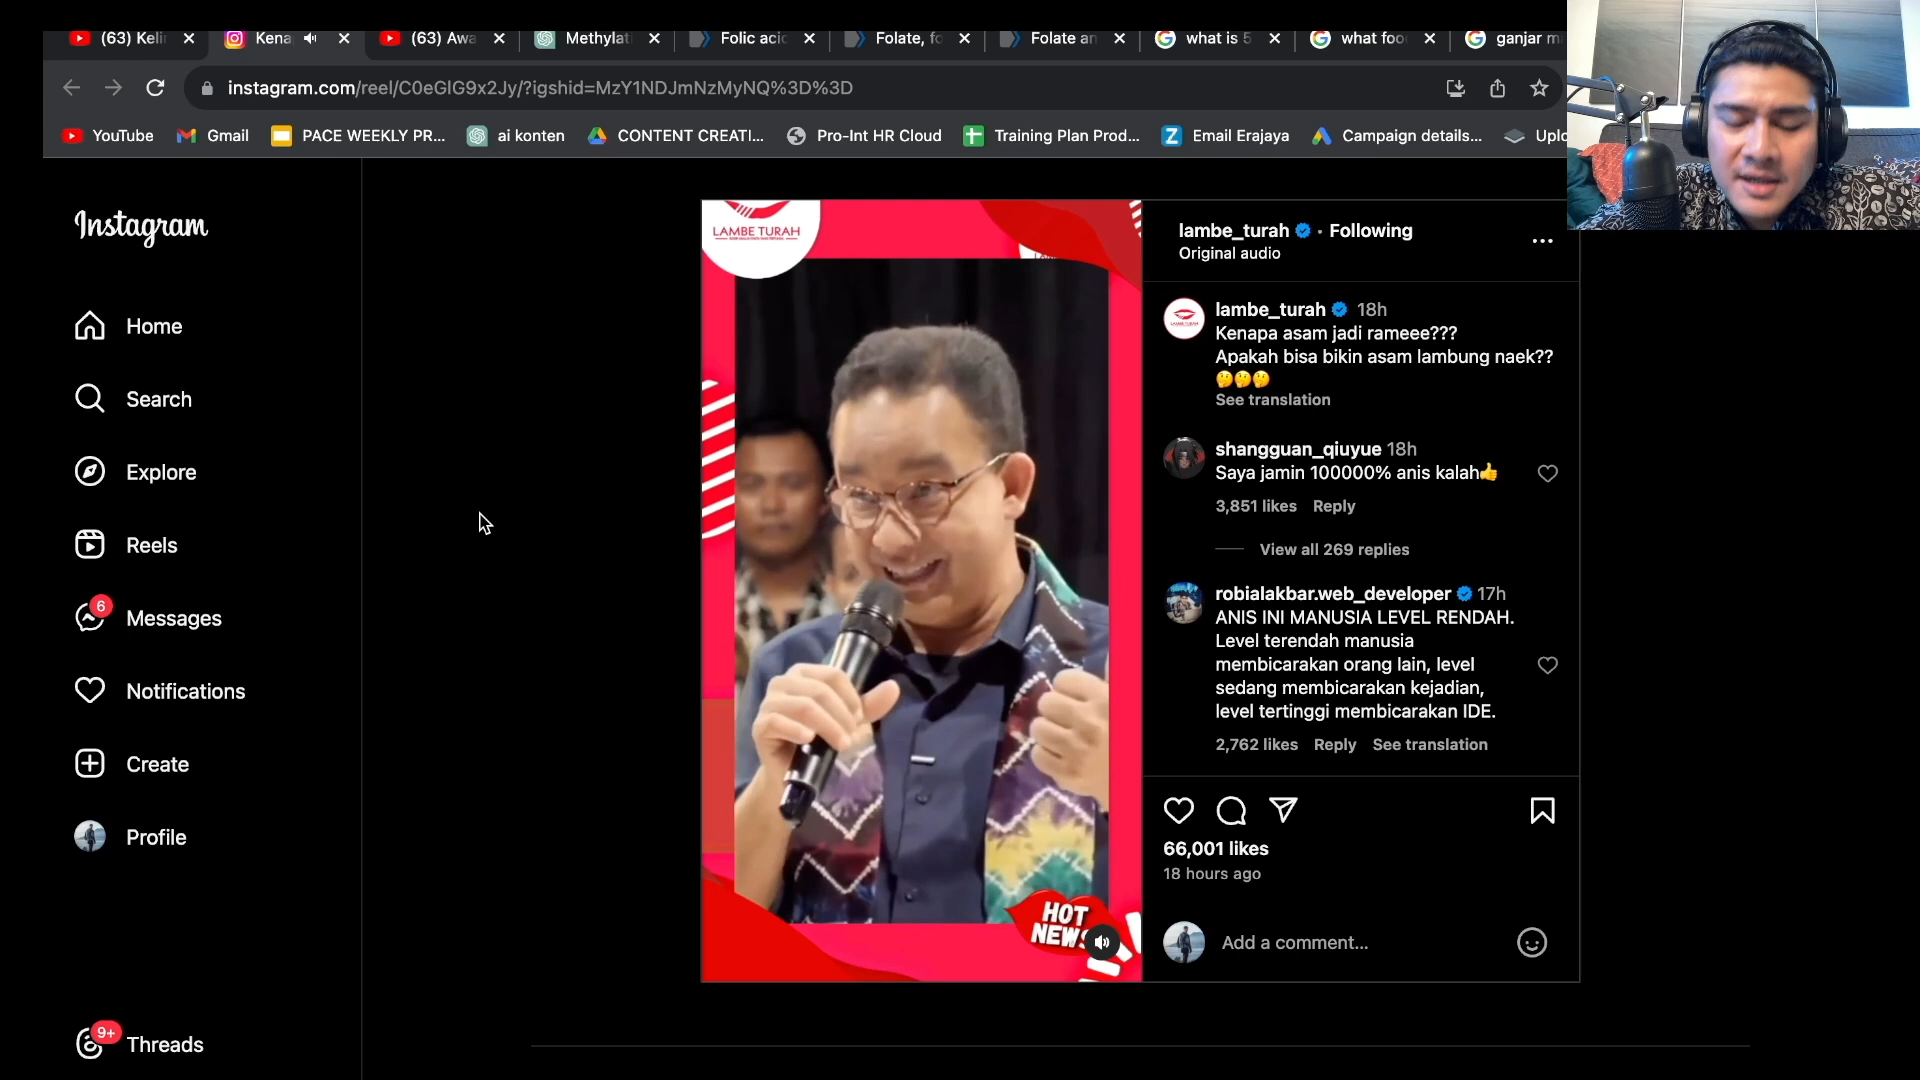 (63) Keli
Kena
(63) Awa
Methylat
Folic aci
Folate, fo
Folate an
what is 5
what foo
ganjar m
instagram.com/reel/C0eGlG9x2Jy/?igshid=MzY1NDJmNzMyNQ%3D%3D
YouTube
Gmail
PACE WEEKLY PR...
ai konten
CONTENT CREATI...
Pro-Int HR Cloud
Training Plan Prod...
Email Erajaya
Campaign details...
Uplo
Instagram
Home
Search
Explore
Reels
6
Messages
Notifications
Create
Profile
9+
Threads
LAMBE TURAH
HOT
NEWS
lambe_turah • Following
Original audio
...
lambe_turah 18h
Kenapa asam jadi rameee???
Apakah bisa bikin asam lambung naek??
🤔🤔🤔
See translation
shangguan_qiuyue 18h
Saya jamin 100000% anis kalah👍
3,851 likes Reply
View all 269 replies
robialakbar.web_developer 17h
ANIS INI MANUSIA LEVEL RENDAH.
Level terendah manusia
membicarakan orang lain, level
sedang membicarakan kejadian,
level tertinggi membicarakan IDE.
2,762 likes Reply See translation
66,001 likes
18 hours ago
Add a comment...